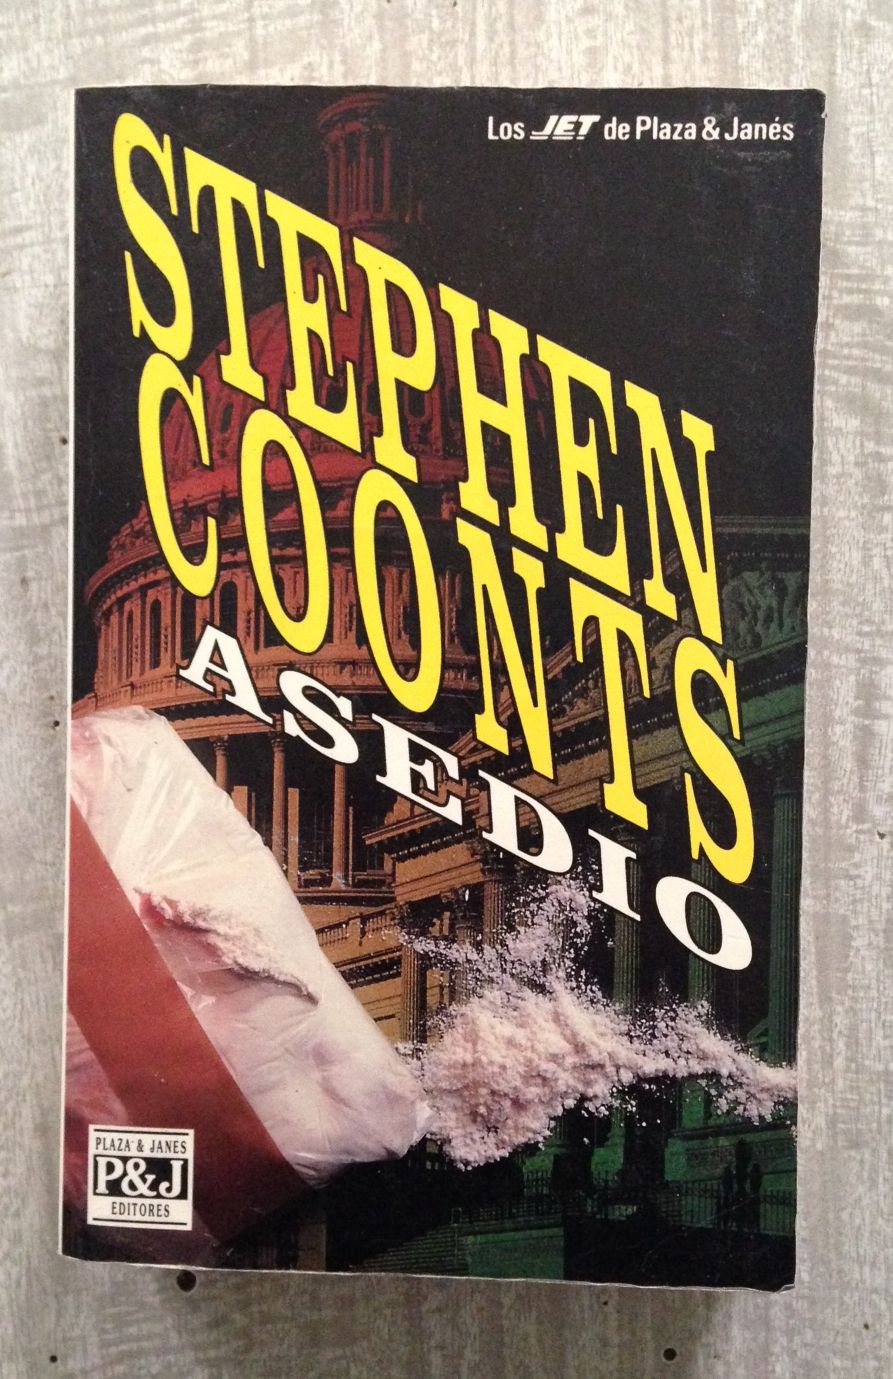 Los JET de Plaza & Janés
STEPHEN
COONTS
ASEDIO
PLAZA & JANES
P&J
EDITORES